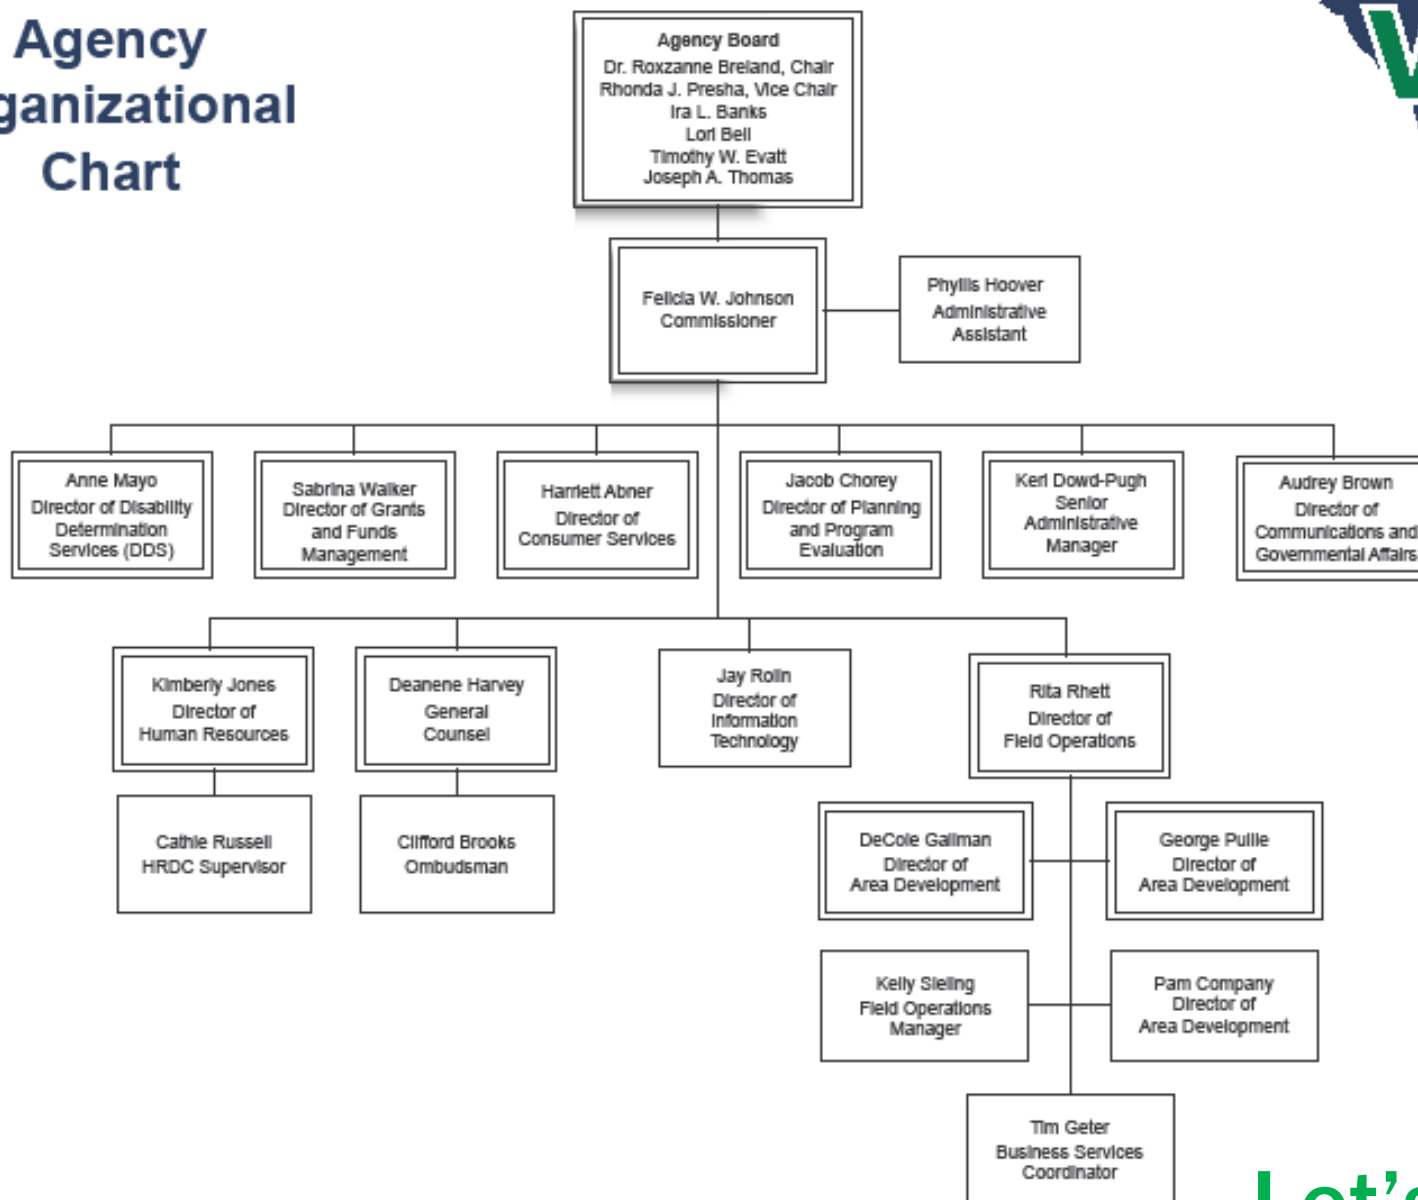 Agency
ganizational
Chart
Agency Board
Dr. Roxzanne Breland, Chair
Rhonda J. Presha, Vice Chair
Ira L. Banks
Lori Bell
Timothy W. Evatt
Joseph A. Thomas
Felicia W. Johnson
Commissioner
Phyllis Hoover
Administrative
Assistant
Anne Mayo
Director of Disability
Determination
Services (DDS)
Sabrina Walker
Director of Grants
and Funds
Management
Harriett Abner
Director of
Consumer Services
Jacob Chorey
Director of Planning
and Program
Evaluation
Keri Dowd-Pugh
Senior
Administrative
Manager
Audrey Brown
Director of
Communications and
Governmental Affairs
Kimberly Jones
Director of
Human Resources
Deanene Harvey
General
Counsel
Jay Rolin
Director of
Information
Technology
Rita Rhett
Director of
Field Operations
Cathie Russell
HRDC Supervisor
Clifford Brooks
Ombudsman
DeCole Gallman
Director of
Area Development
George Pullie
Director of
Area Development
Kelly Sieling
Field Operations
Manager
Pam Company
Director of
Area Development
Tim Geter
Business Services
Coordinator
Let's